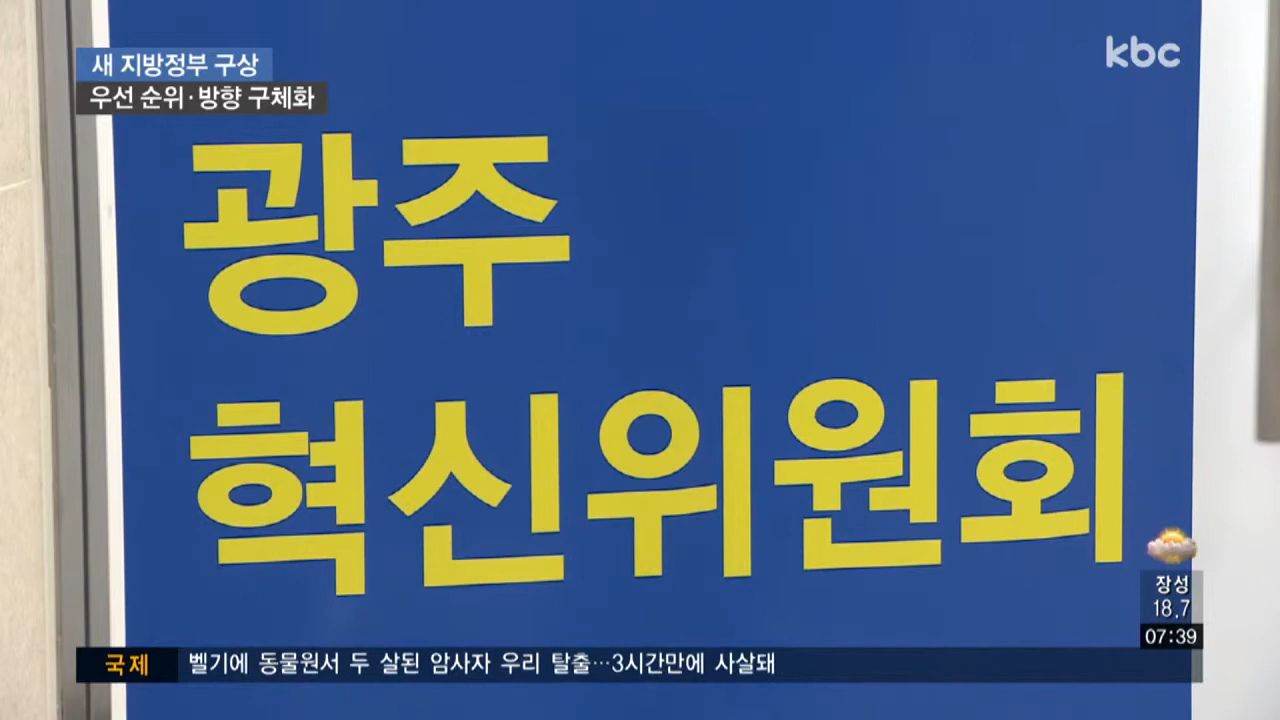 새 지방정부 구상
kbc
우선 순위·방향 구체화
광주
혁신위원회
장성
18.7
07:39
국제 벨기에 동물원서 두 살된 암사자 우리 탈출…3시간만에 사살돼